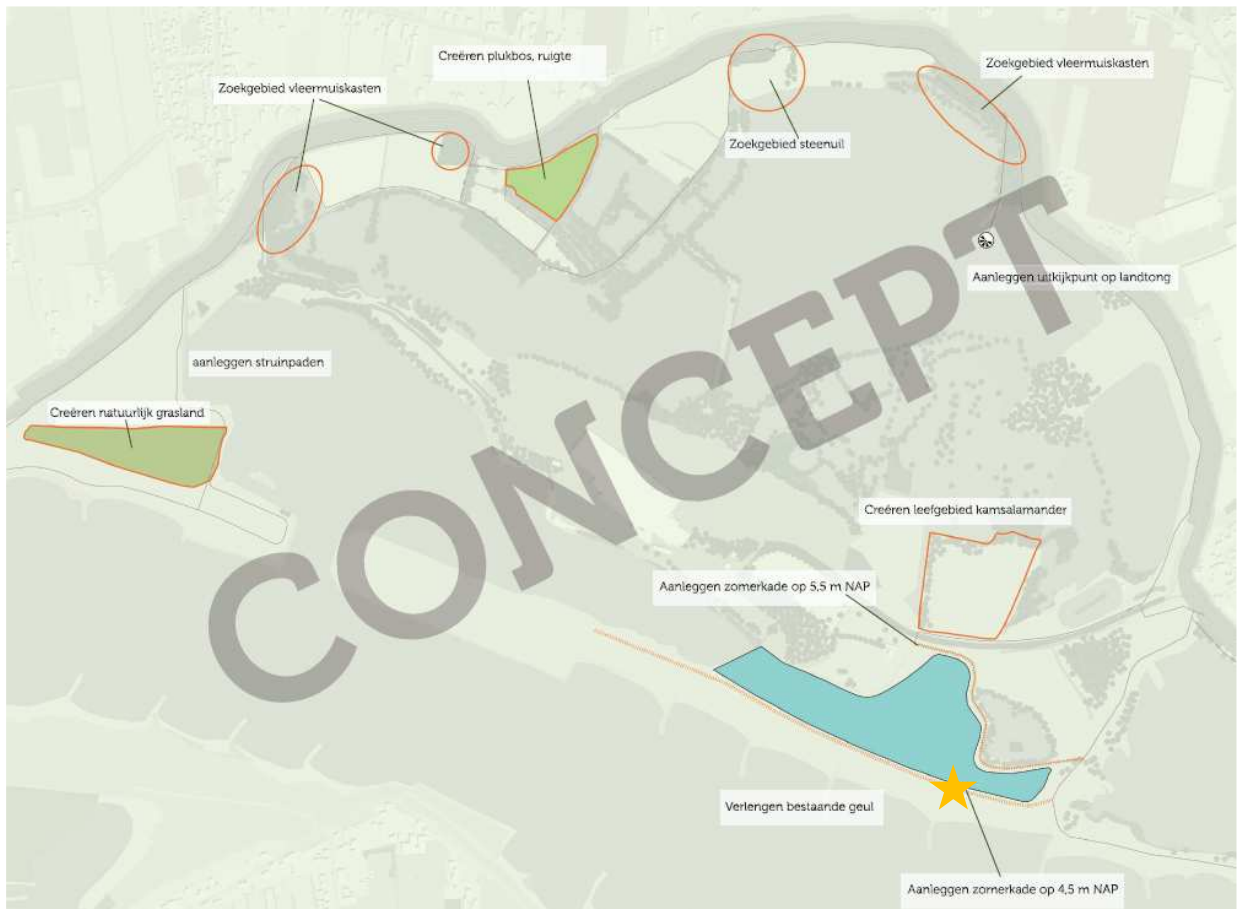 Creëren plukbos, ruigte
Zoekgebied vleermuiskasten
Zoekgebied vleermuiskasten
Zoekgebied steenuil
Aanleggen uitkijkpunt op landtong
aanleggen struinpaden
Creëren natuurlijk grasland
CONCEPT
Creëren leefgebied kamsalamander
Aanleggen zomerkade op 5,5 m NAP
Verlengen bestaande geul
Aanleggen zomerkade op 4,5 m NAP